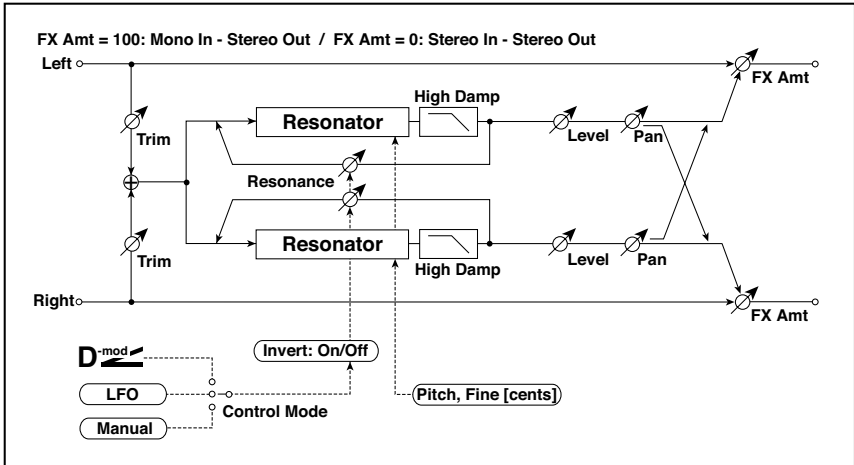 FX Amt = 100: Mono In - Stereo Out / FX Amt = 0: Stereo In - Stereo Out
Left
FX Amt
High Damp
Resonator
Trim
Level
Pan
Resonance
Resonator
Trim
High Damp
Level
Pan
Right
FX Amt
D-mod
Invert: On/Off
LFO
Control Mode
Pitch, Fine [cents]
Manual